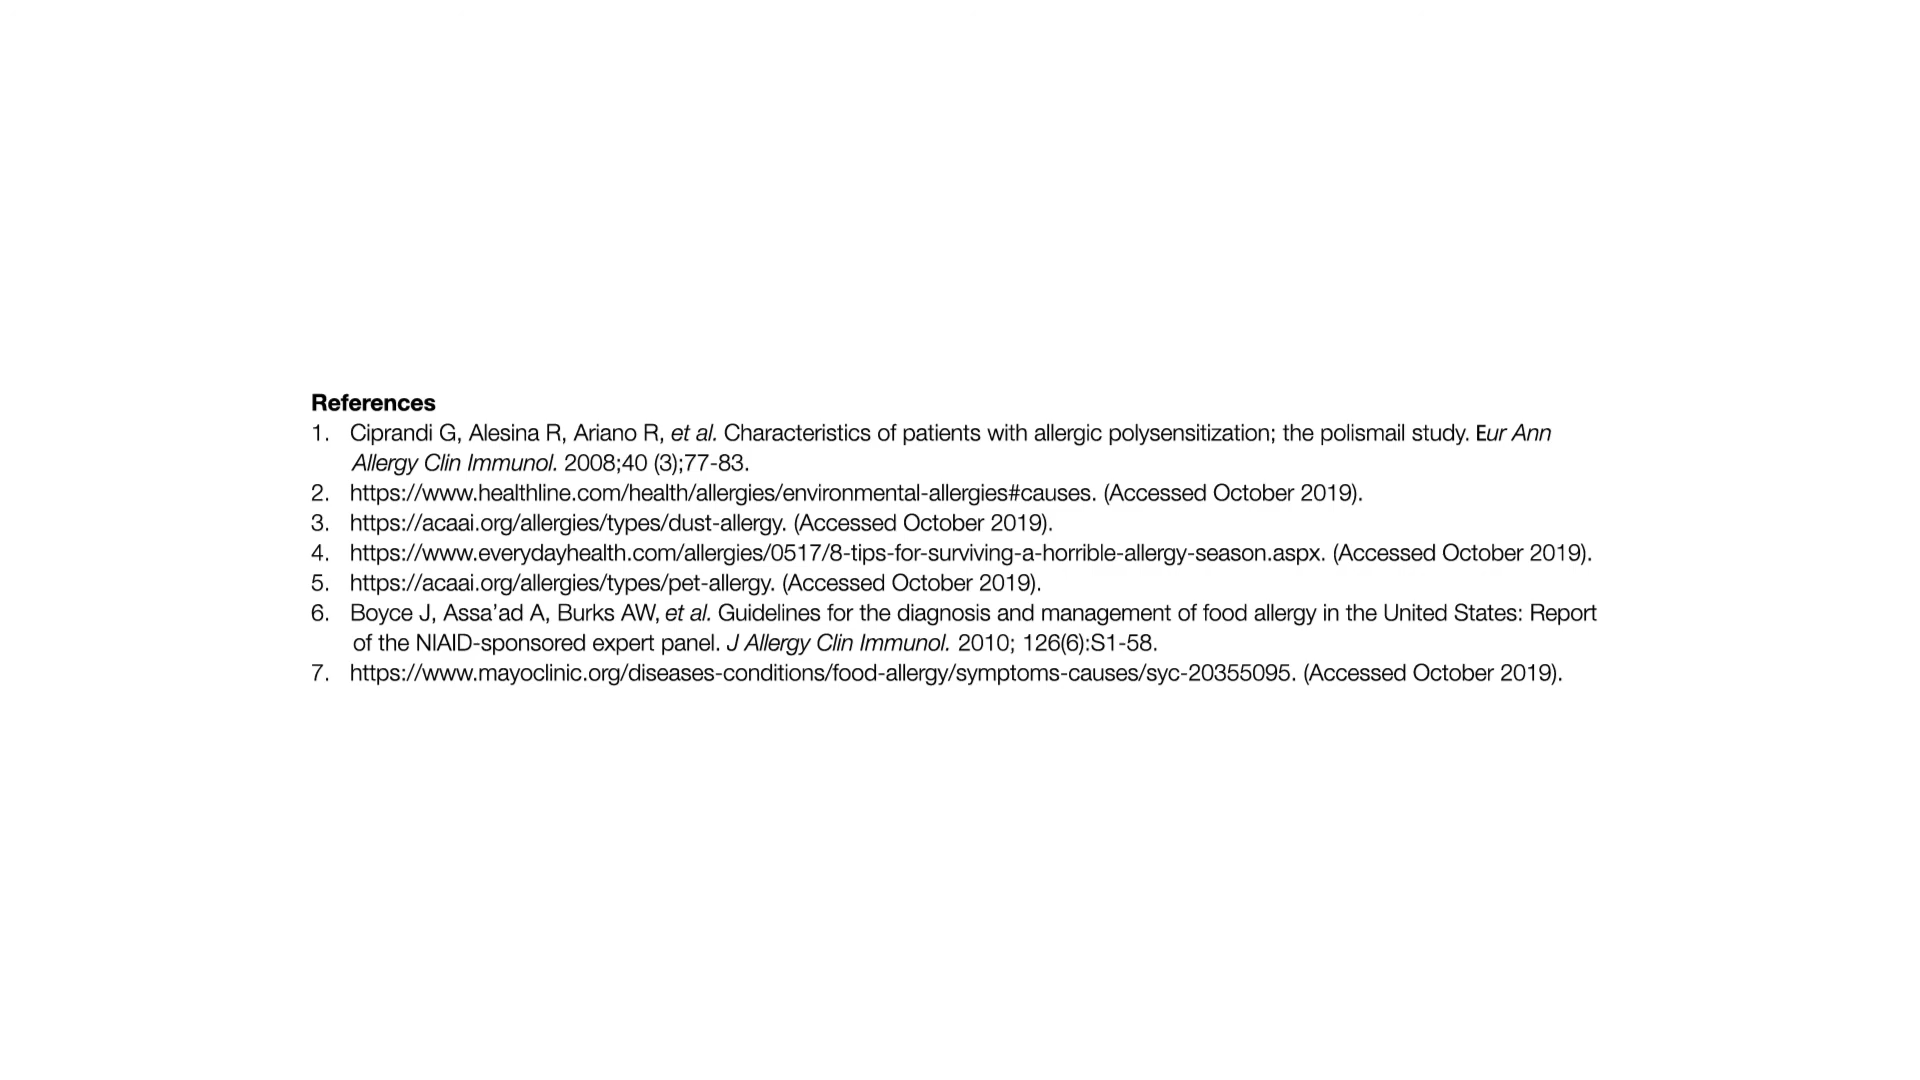 References
1. Ciprandi G, Alesina R, Ariano R, et al. Characteristics of patients with allergic polysensitization; the polismail study. Eur Ann
Allergy Clin Immunol. 2008;40 (3);77-83.
2. https://www.healthline.com/health/allergies/environmental-allergies#causes. (Accessed October 2019).
3. https://acaai.org/allergies/types/dust-allergy. (Accessed October 2019).
4. https://www.everydayhealth.com/allergies/0517/8-tips-for-surviving-a-horrible-allergy-season.aspx. (Accessed October 2019).
5. https://acaai.org/allergies/types/pet-allergy. (Accessed October 2019).
6. Boyce J, Assa’ad A, Burks AW, et al. Guidelines for the diagnosis and management of food allergy in the United States: Report
of the NIAID-sponsored expert panel. J Allergy Clin Immunol. 2010; 126(6):S1-58.
7. https://www.mayoclinic.org/diseases-conditions/food-allergy/symptoms-causes/syc-20355095. (Accessed October 2019).